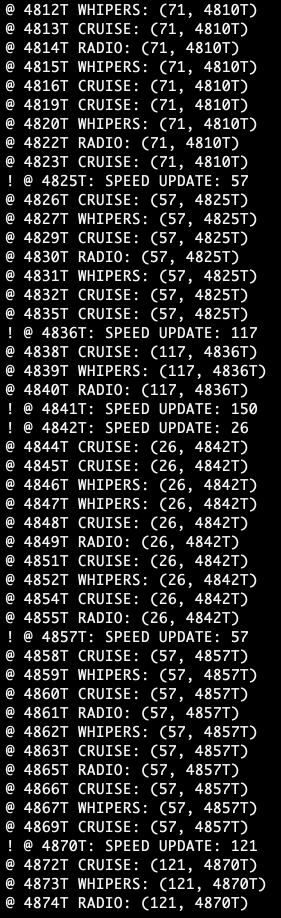 @ 4812T WHIPERS: (71, 4810T)
@ 4813T CRUISE: (71, 4810T)
@ 4814T RADIO: (71, 4810T)
@ 4815T WHIPERS: (71, 4810T)
@ 4816T CRUISE: (71, 4810T)
@ 4819T CRUISE: (71, 4810T)
@ 4820T WHIPERS: (71, 4810T)
@ 4822T RADIO: (71, 4810T)
@ 4823T CRUISE: (71, 4810T)
! @ 4825T: SPEED UPDATE: 57
@ 4826T CRUISE: (57, 4825T)
@ 4827T WHIPERS: (57, 4825T)
@ 4829T CRUISE: (57, 4825T)
@ 4830T RADIO: (57, 4825T)
@ 4831T WHIPERS: (57, 4825T)
@ 4832T CRUISE: (57, 4825T)
@ 4835T CRUISE: (57, 4825T)
! @ 4836T: SPEED UPDATE: 117
@ 4838T CRUISE: (117, 4836T)
@ 4839T WHIPERS: (117, 4836T)
@ 4840T RADIO: (117, 4836T)
! @ 4841T: SPEED UPDATE: 150
! @ 4842T: SPEED UPDATE: 26
@ 4844T CRUISE: (26, 4842T)
@ 4845T CRUISE: (26, 4842T)
@ 4846T WHIPERS: (26, 4842T)
@ 4847T WHIPERS: (26, 4842T)
@ 4848T CRUISE: (26, 4842T)
@ 4849T RADIO: (26, 4842T)
@ 4851T CRUISE: (26, 4842T)
@ 4852T WHIPERS: (26, 4842T)
@ 4854T CRUISE: (26, 4842T)
@ 4855T RADIO: (26, 4842T)
! @ 4857T: SPEED UPDATE: 57
@ 4858T CRUISE: (57, 4857T)
@ 4859T WHIPERS: (57, 4857T)
@ 4860T CRUISE: (57, 4857T)
@ 4861T RADIO: (57, 4857T)
@ 4862T WHIPERS: (57, 4857T)
@ 4863T CRUISE: (57, 4857T)
@ 4865T RADIO: (57, 4857T)
@ 4866T CRUISE: (57, 4857T)
@ 4867T WHIPERS: (57, 4857T)
@ 4869T CRUISE: (57, 4857T)
! @ 4870T: SPEED UPDATE: 121
@ 4872T CRUISE: (121, 4870T)
@ 4873T WHIPERS: (121, 4870T)
@ 4874T RADIO: (121, 4870T)